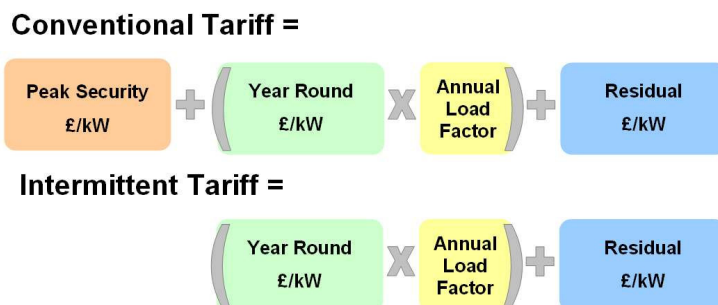 Conventional Tariff =
Peak Security
£/kW
+
(
Year Round
£/kW
X
Annual
Load
Factor
)
+
Residual
£/kW
Intermittent Tariff =
(
Year Round
£/kW
X
Annual
Load
Factor
)
+
Residual
£/kW